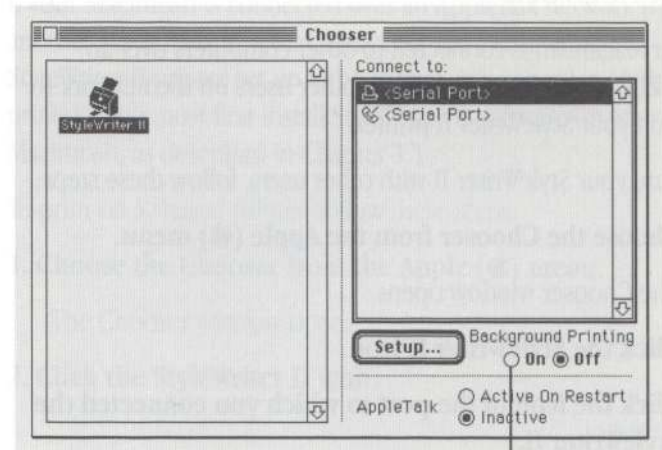 Chooser
StyleWriter II
Connect to:
<Serial Port>
<Serial Port>
Setup...
Background Printing
On Off
AppleTalk
Active On Restart
Inactive